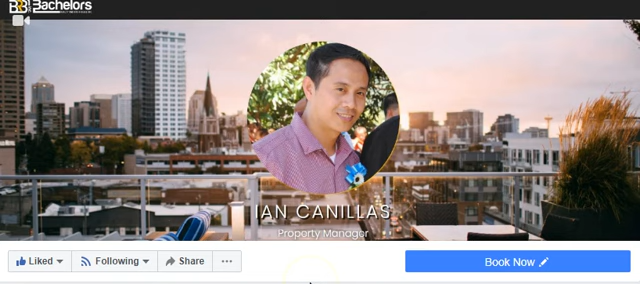 Bachelors
IAN CANILLAS
Property Manager
Liked
Following
Share
Book Now